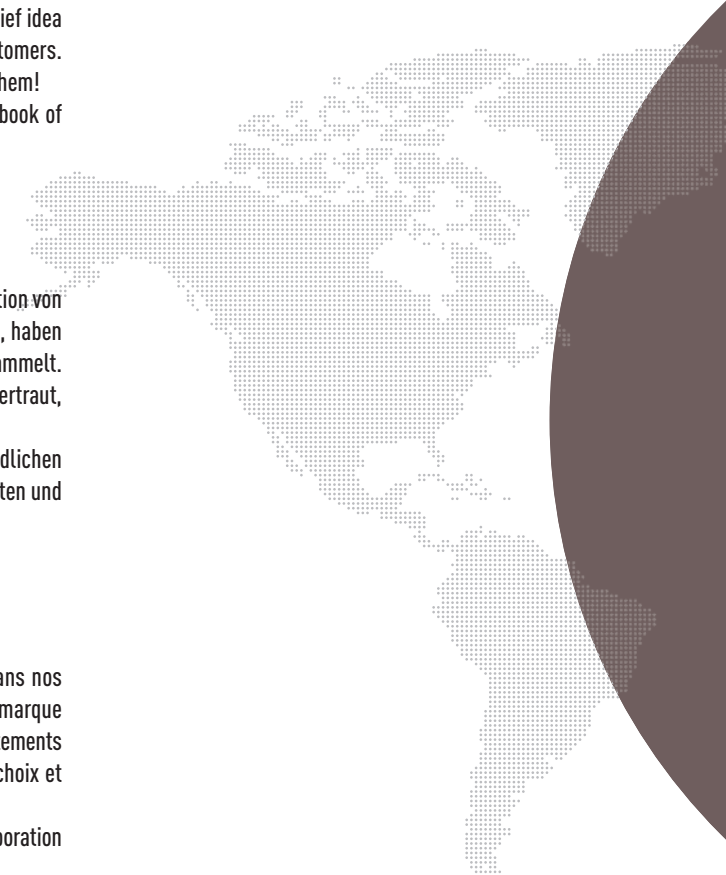 ief idea
tomers.
hem!
book of
tion von
, haben
mmelt.
ertraut,
dlichen
ten und
ans nos
marque
tements
choix et
poration